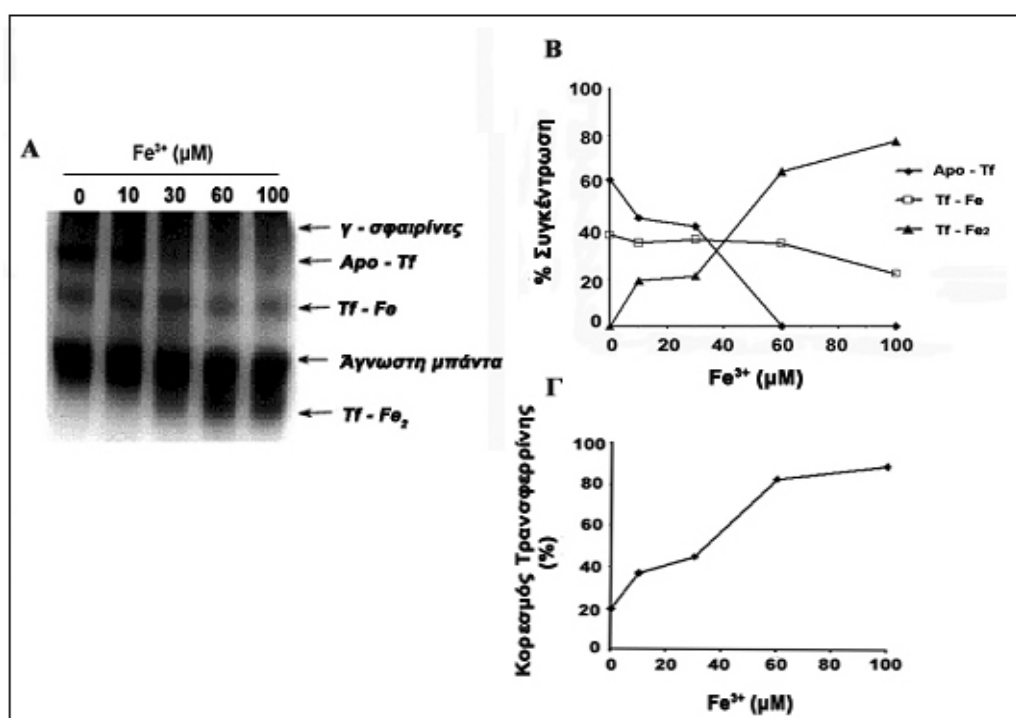 A
Fe³⁺ (μM)
0 10 30 60 100
γ - σφαιρίνες
Apo - Tf
Tf - Fe
Άγνωστη μπάντα
Tf - Fe₂
B
% Συγκέντρωση
100
80
60
40
20
0
0 20 40 60 80 100
Fe³⁺ (μM)
Apo - Tf
Tf - Fe
Tf - Fe₂
Γ
Κορεσμός Τρανσφερρίνης
(%)
100
80
60
40
20
0
0 20 40 60 80 100
Fe³⁺ (μM)